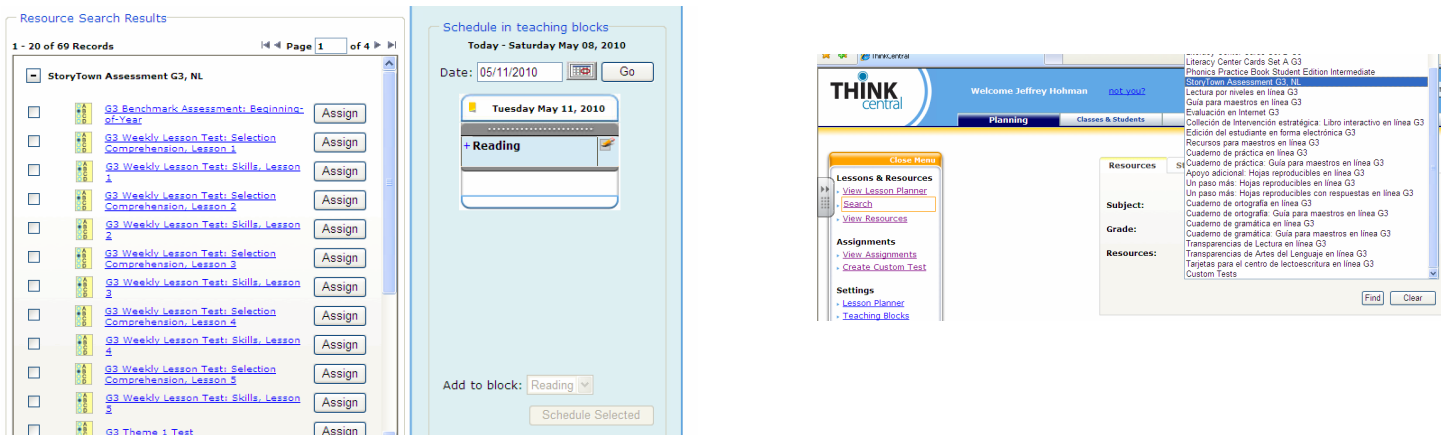 Resource Search Results
1 - 20 of 69 Records
Page 1 of 4
StoryTown Assessment G3, NL
G3 Benchmark Assessment: Beginning-
of-Year
Assign
G3 Weekly Lesson Test: Selection
Comprehension, Lesson 1
Assign
G3 Weekly Lesson Test: Skills, Lesson
1
Assign
G3 Weekly Lesson Test: Selection
Comprehension, Lesson 2
Assign
G3 Weekly Lesson Test: Skills, Lesson
2
Assign
G3 Weekly Lesson Test: Selection
Comprehension, Lesson 3
Assign
G3 Weekly Lesson Test: Skills, Lesson
3
Assign
G3 Weekly Lesson Test: Selection
Comprehension, Lesson 4
Assign
G3 Weekly Lesson Test: Skills, Lesson
4
Assign
G3 Weekly Lesson Test: Selection
Comprehension, Lesson 5
Assign
G3 Weekly Lesson Test: Skills, Lesson
5
Assign
G3 Theme 1 Test
Assign
Schedule in teaching blocks
Today - Saturday May 08, 2010
Date: 05/11/2010 Go
Tuesday May 11, 2010
+ Reading
Add to block: Reading
Schedule Selected
ThinkCentral
THINK
central
Welcome Jeffrey Hohman not you?
Planning
Classes & Students
Close Menu
Lessons & Resources
View Lesson Planner
Search
View Resources
Assignments
View Assignments
Create Custom Test
Settings
Lesson Planner
Teaching Blocks
Resources
Subject:
Grade:
Resources:
Literacy Center Cards Set A G3
Phonics Practice Book Student Edition Intermediate
StoryTown Assessment G3, NL
Lectura por niveles en línea G3
Guía para maestros en línea G3
Evaluación en Internet G3
Colleción de Intervención estratégica: Libro interactivo en línea G3
Edición del estudiante en forma electrónica G3
Recursos para maestros en línea G3
Cuaderno de práctica en línea G3
Cuaderno de práctica: Guía para maestros en línea G3
Apoyo adicional: Hojas reproducibles en línea G3
Un paso más: Hojas reproducibles en línea G3
Un paso más: Hojas reproducibles con respuestas en línea G3
Cuaderno de ortografía en línea G3
Cuaderno de ortografía: Guía para maestros en línea G3
Cuaderno de gramática en línea G3
Cuaderno de gramática: Guía para maestros en línea G3
Transparencias de Lectura en línea G3
Transparencias de Artes del Lenguaje en línea G3
Tarjetas para el centro de lectoescritura en línea G3
Custom Tests
Find
Clear